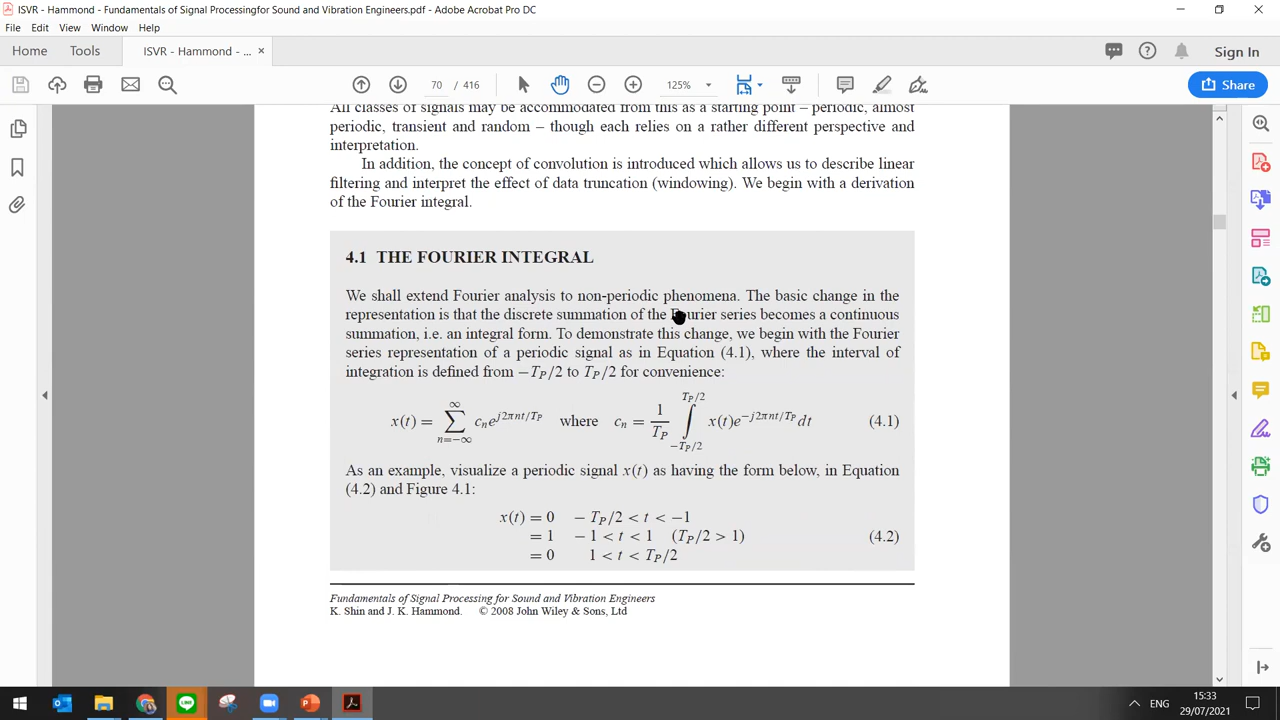 ISVR - Hammond - Fundamentals of Signal Processingfor Sound and Vibration Engineers.pdf - Adobe Acrobat Pro DC
File Edit View Window Help
Home Tools ISVR - Hammond - ... × Sign In
70 / 416 125% Share
All classes of signals may be accommodated from this as a starting point – periodic, almost
periodic, transient and random – though each relies on a rather different perspective and
interpretation.
In addition, the concept of convolution is introduced which allows us to describe linear
filtering and interpret the effect of data truncation (windowing). We begin with a derivation
of the Fourier integral.
4.1 THE FOURIER INTEGRAL
We shall extend Fourier analysis to non-periodic phenomena. The basic change in the
representation is that the discrete summation of the Fourier series becomes a continuous
summation, i.e. an integral form. To demonstrate this change, we begin with the Fourier
series representation of a periodic signal as in Equation (4.1), where the interval of
integration is defined from −T_P/2 to T_P/2 for convenience:
x(t) = ∑_{n=−∞}^{∞} c_n e^{j2πnt/T_P} where c_n = 1/T_P ∫_{−T_P/2}^{T_P/2} x(t)e^{−j2πnt/T_P} dt (4.1)
As an example, visualize a periodic signal x(t) as having the form below, in Equation
(4.2) and Figure 4.1:
x(t) = 0 − T_P/2 < t < −1
= 1 − 1 < t < 1 (T_P/2 > 1) (4.2)
= 0 1 < t < T_P/2
Fundamentals of Signal Processing for Sound and Vibration Engineers
K. Shin and J. K. Hammond. © 2008 John Wiley & Sons, Ltd
ENG
15:33
29/07/2021